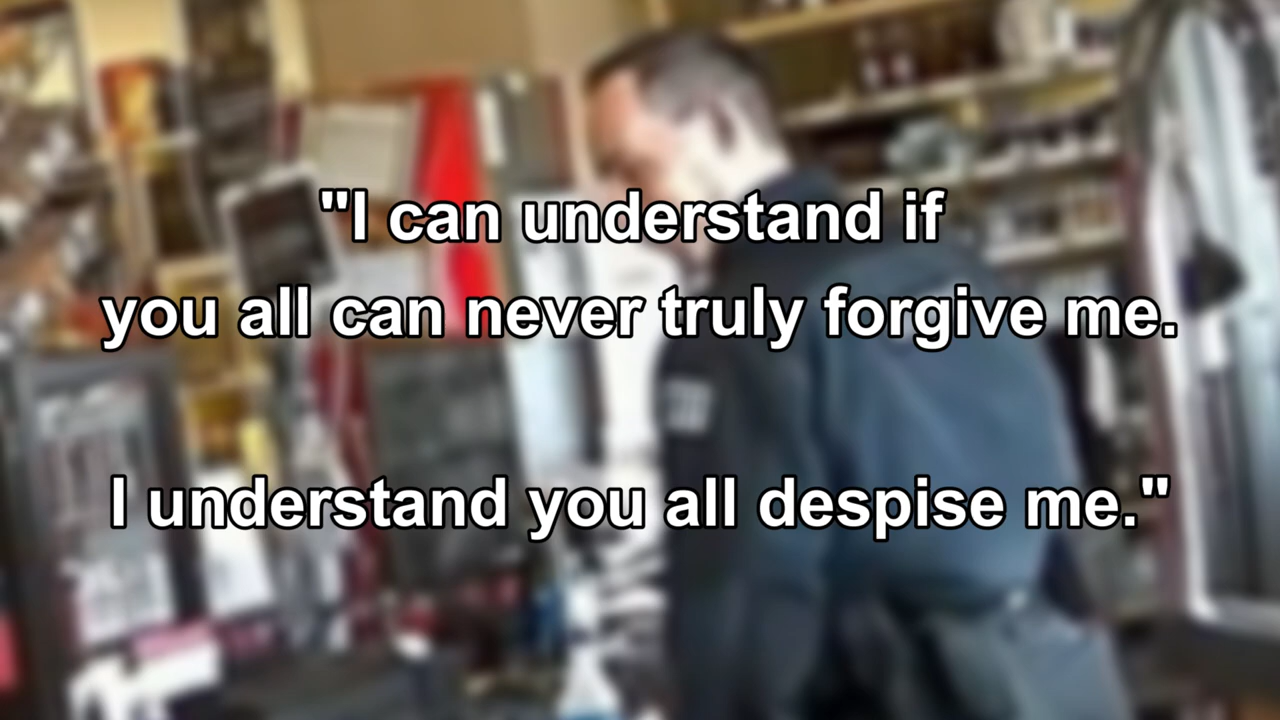 "I can understand if
you all can never truly forgive me.
I understand you all despise me."